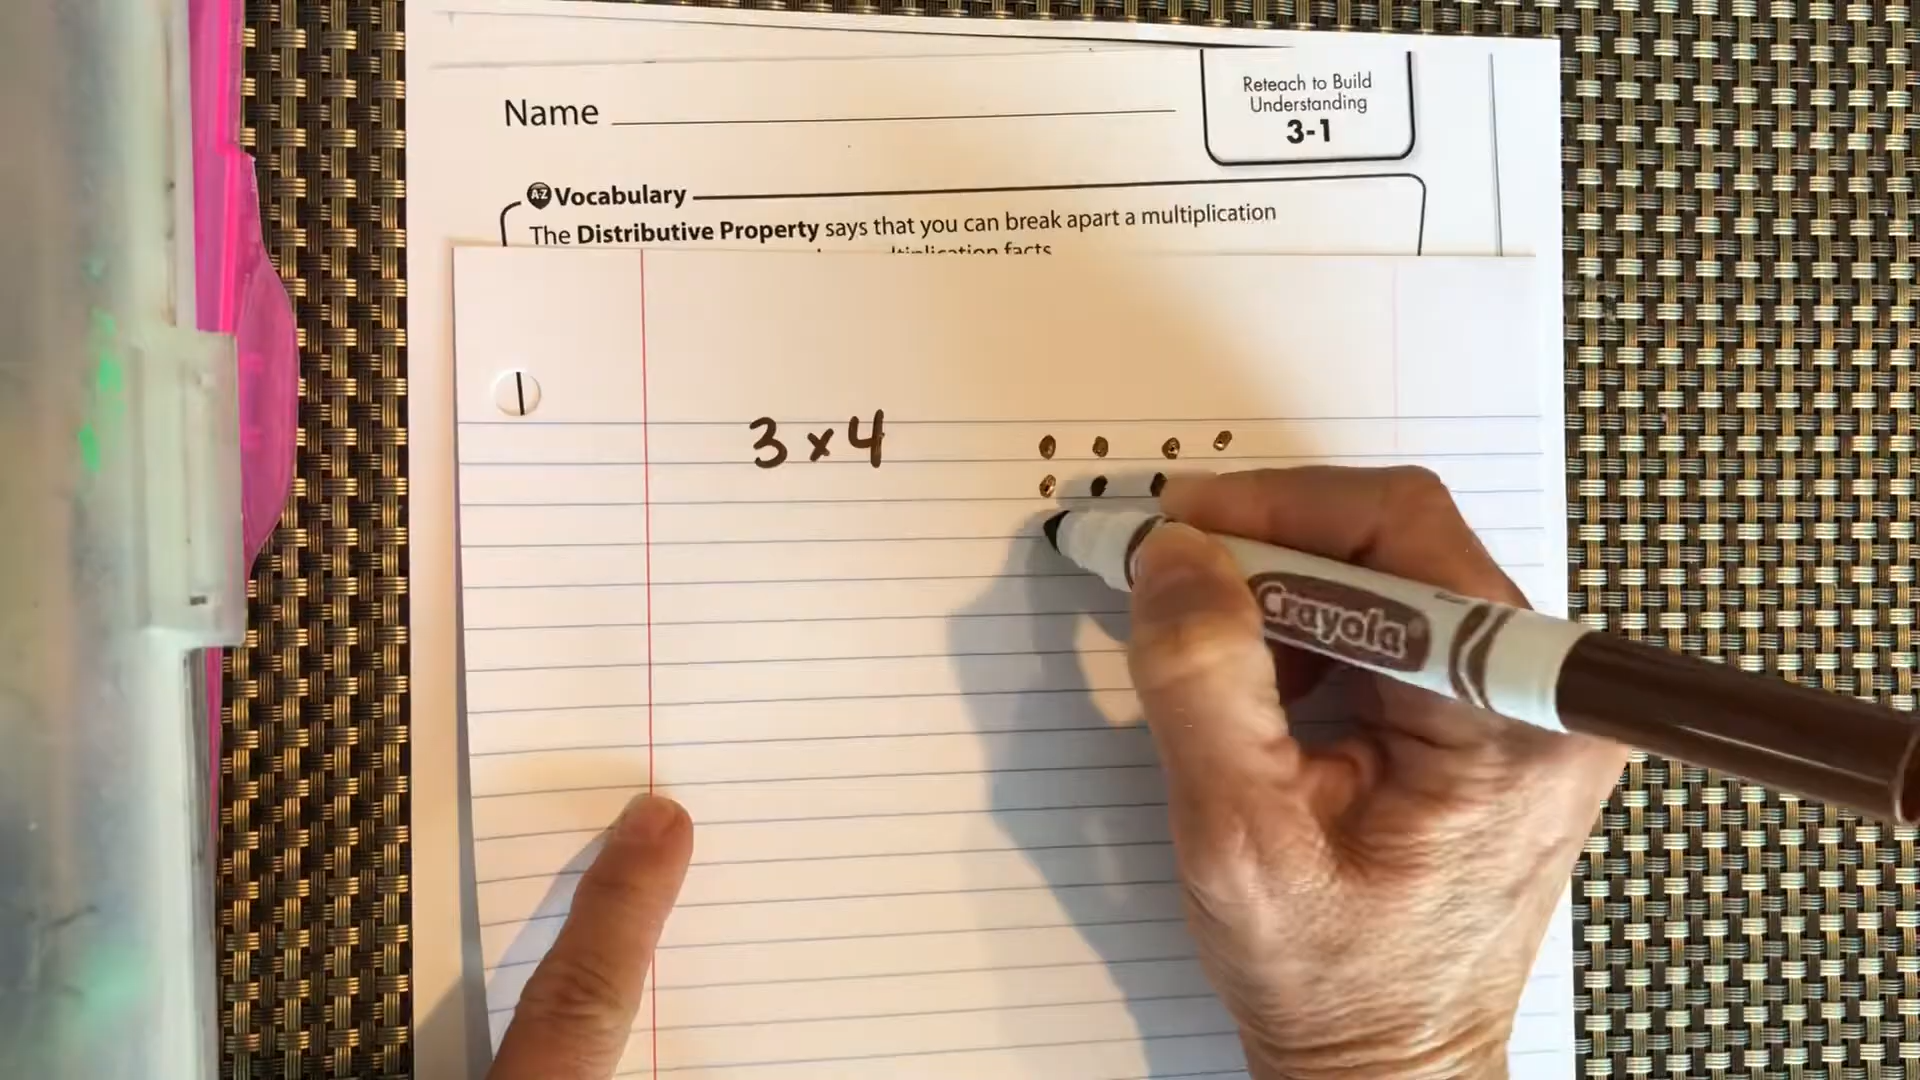 Name
Reteach to Build
Understanding
3-1
Vocabulary
The Distributive Property says that you can break apart a multiplication
facts
3 x 4
Crayola